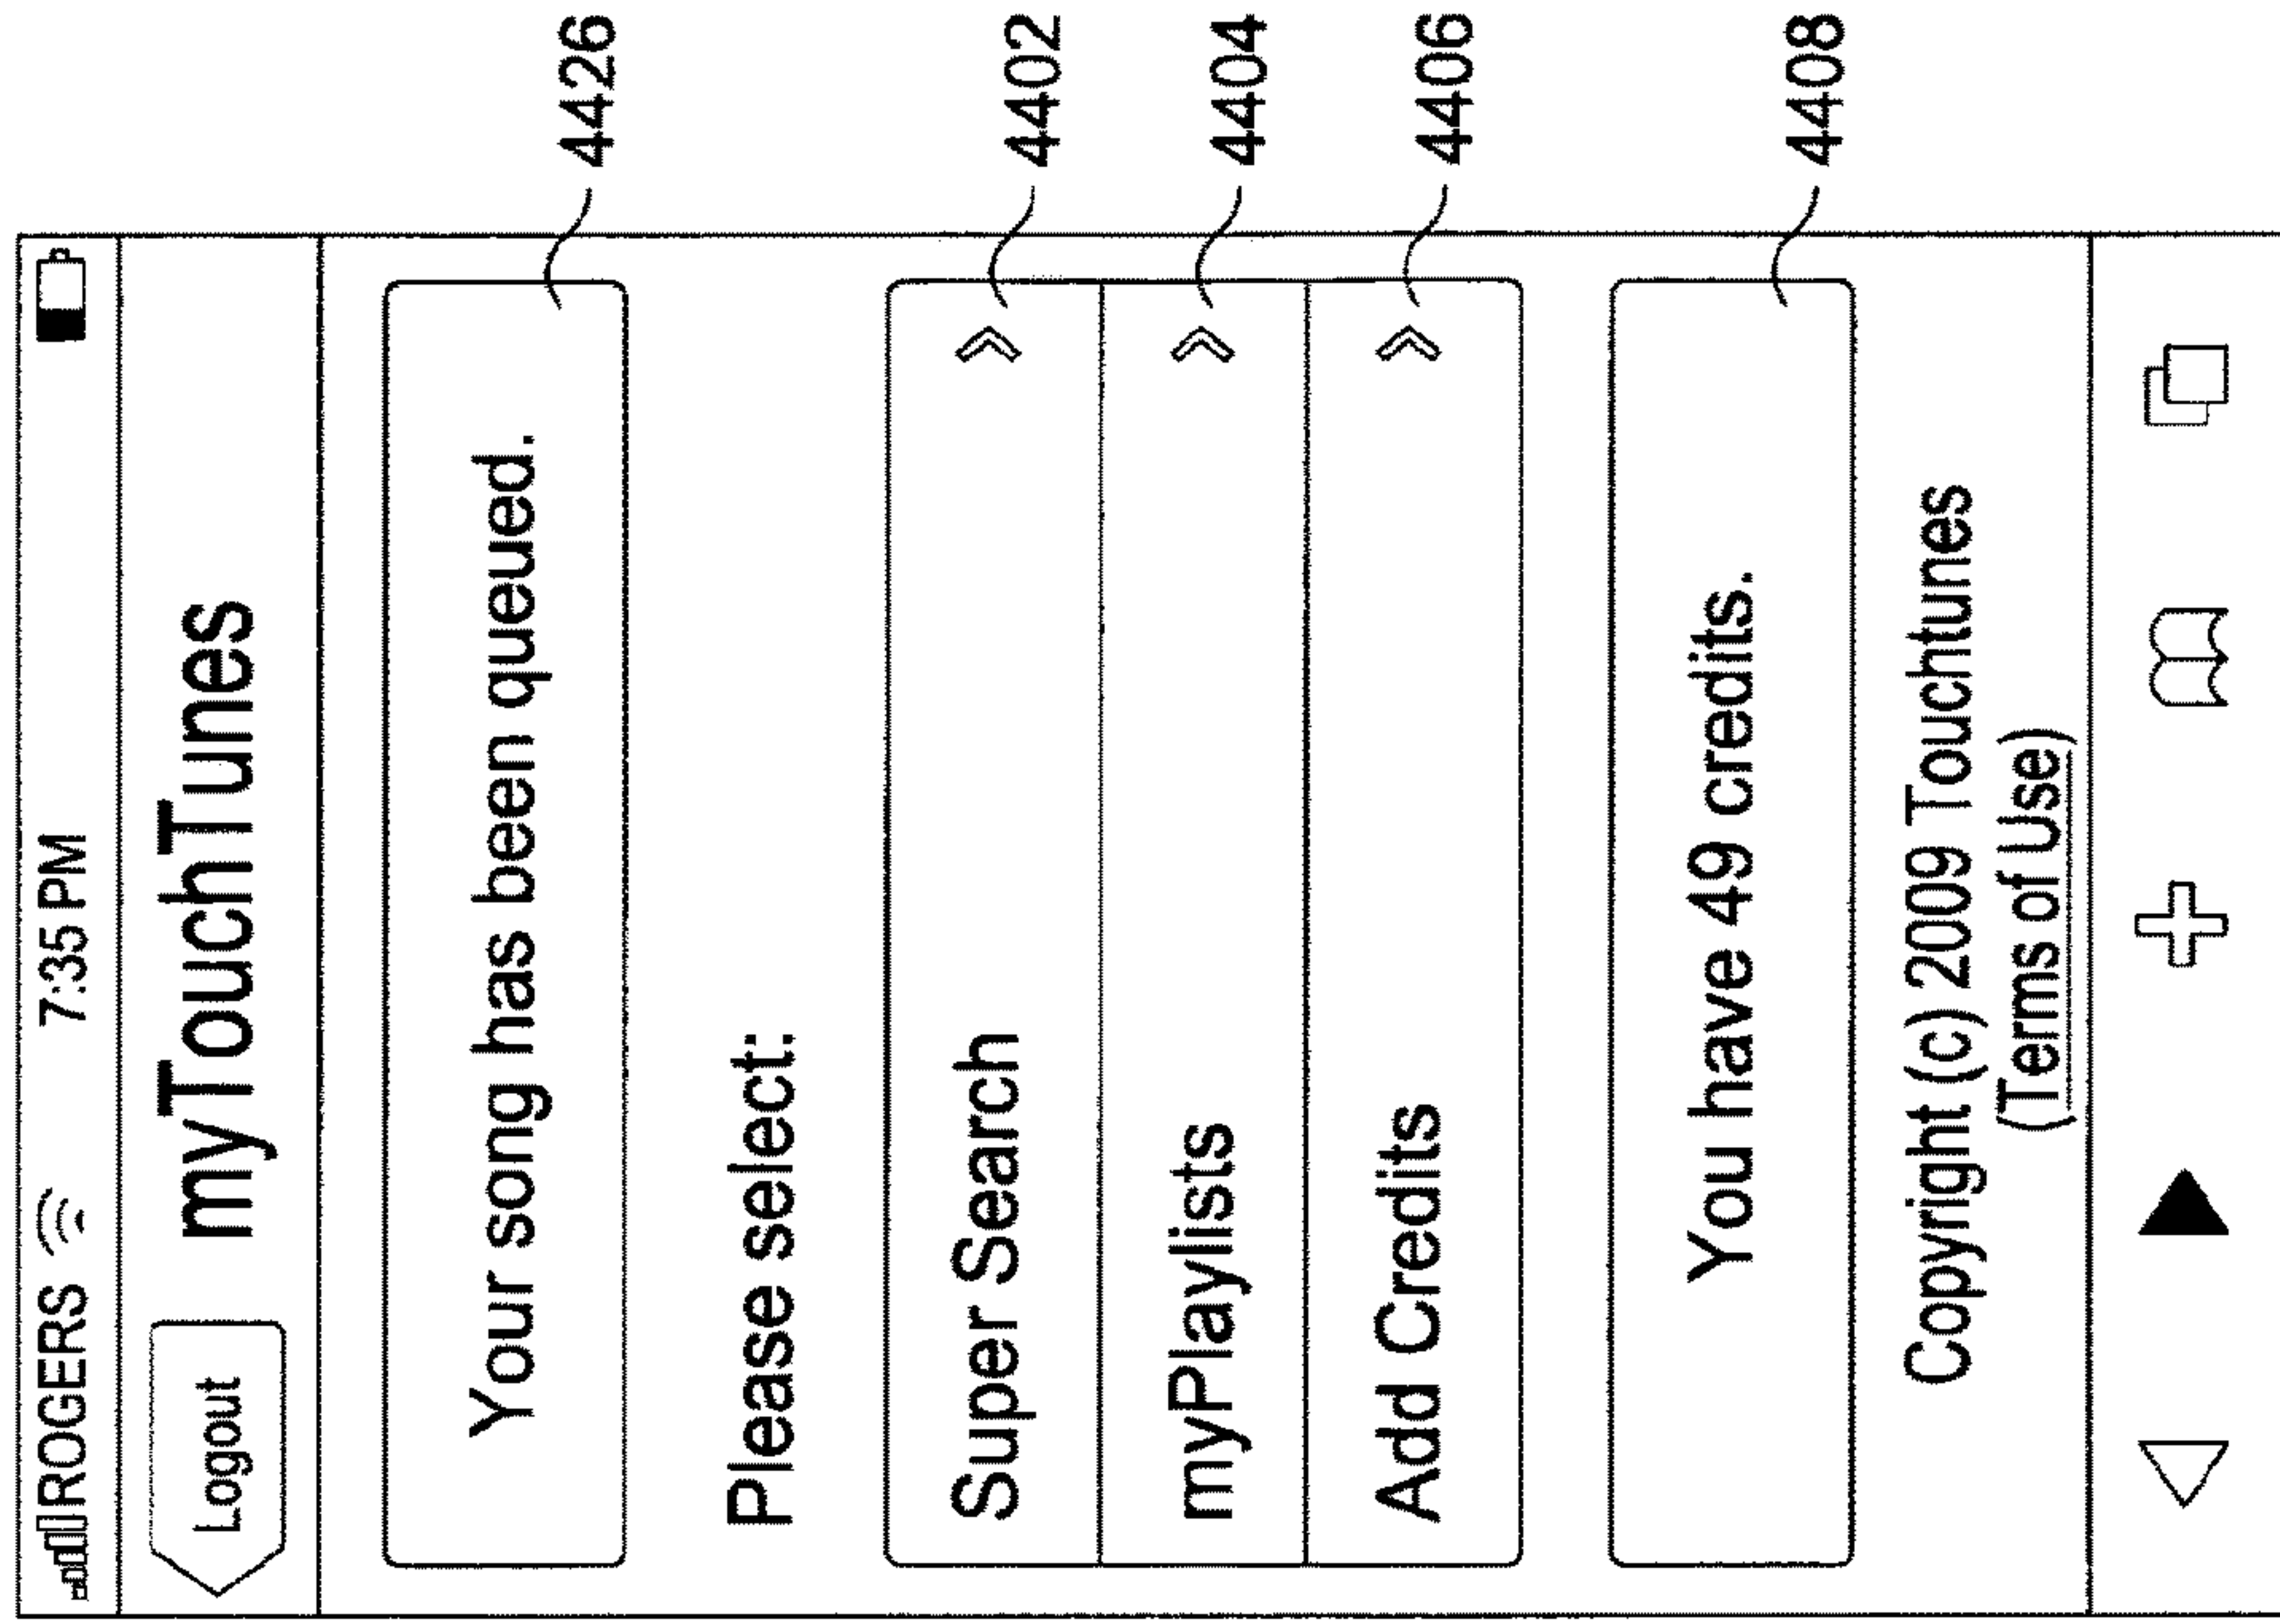 ROGERS 7:35 PM
Logout myTouchTunes
Your song has been queued. 4426
Please select:
Super Search 4402
myPlaylists 4404
Add Credits 4406
You have 49 credits. 4408
Copyright (c) 2009 Touchtunes
(Terms of Use)